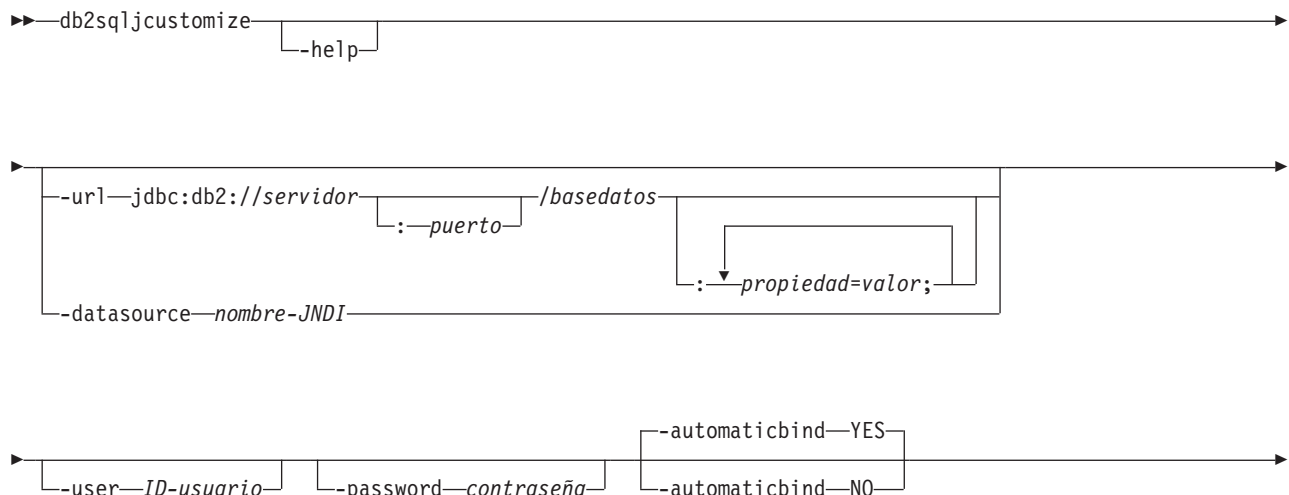 db2sqljcustomize
-help
-url jdbc:db2://servidor /basedatos
: puerto
: propiedad=valor;
-datasource nombre-JNDI
-automaticbind YES
-user ID-usuario -password contraseña -automaticbind NO